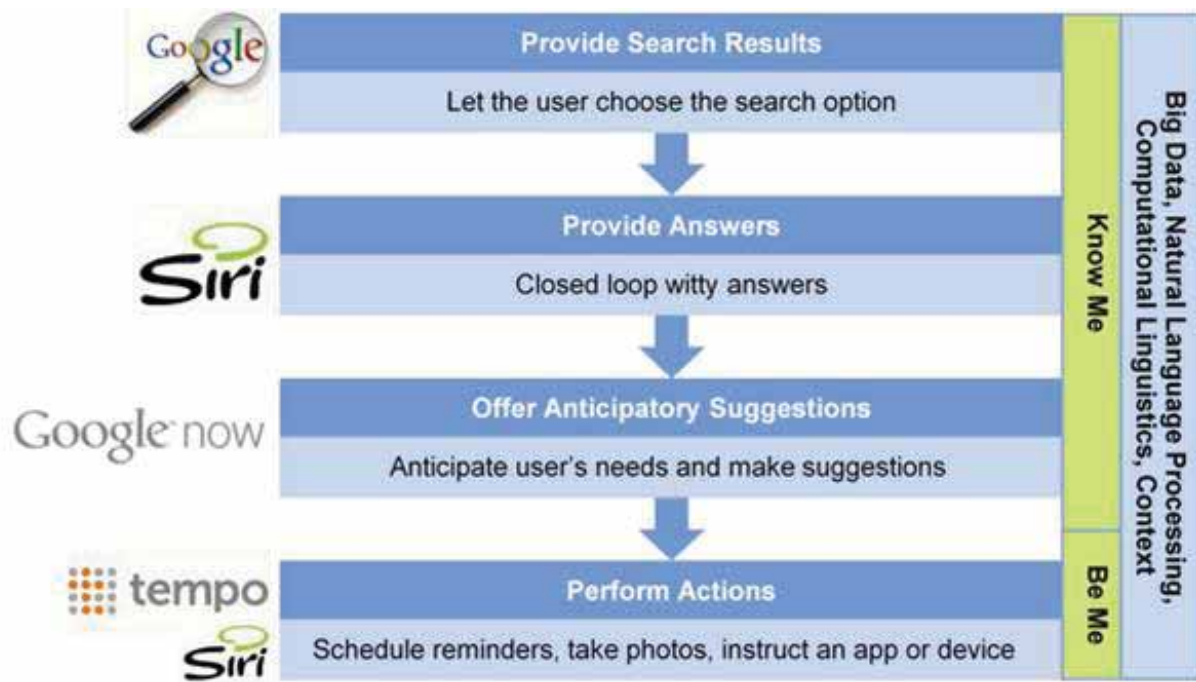 Google
Provide Search Results
Let the user choose the search option
Siri
Provide Answers
Closed loop witty answers
Google now
Offer Anticipatory Suggestions
Anticipate user's needs and make suggestions
tempo
Siri
Perform Actions
Schedule reminders, take photos, instruct an app or device
Know Me
Be Me
Big Data, Natural Language Processing,
Computational Linguistics, Context